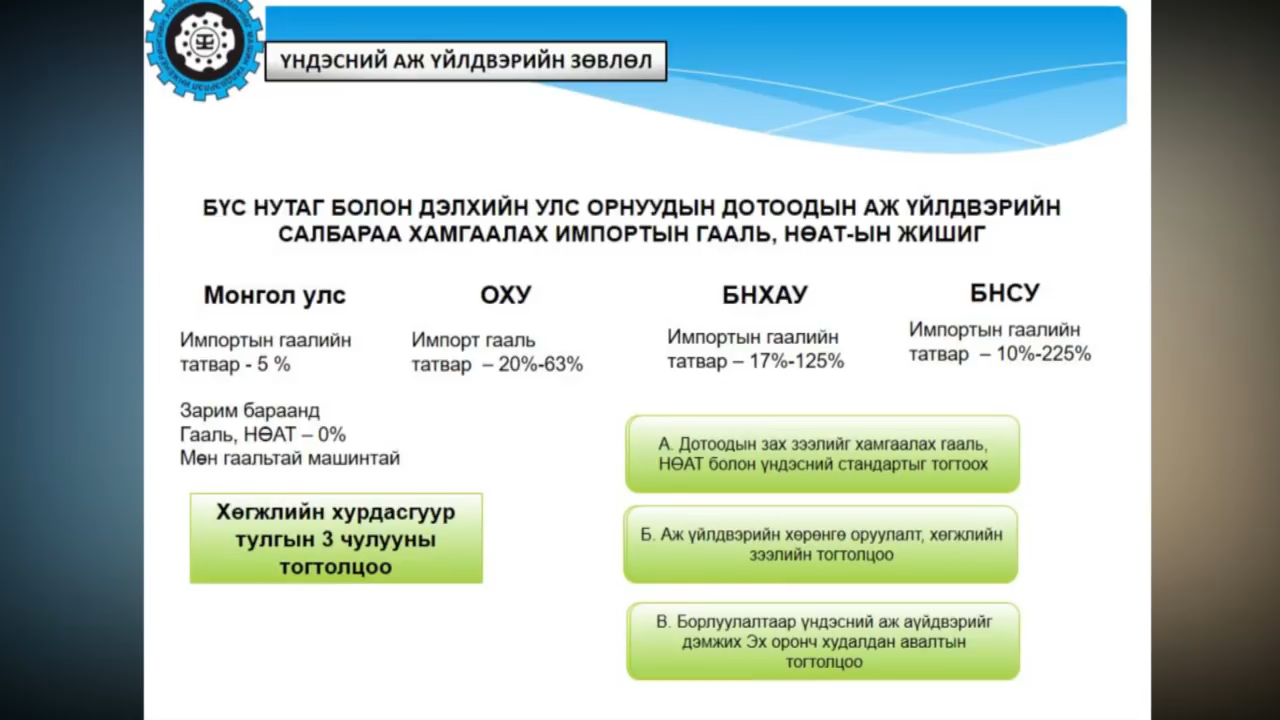 ҮНДЭСНИЙ АЖ ҮЙЛДВЭРИЙН ЗӨВЛӨЛ
БҮС НУТАГ БОЛОН ДЭЛХИЙН УЛС ОРНУУДЫН ДОТООДЫН АЖ ҮЙЛДВЭРИЙН
САЛБАРАА ХАМГААЛАХ ИМПОРТЫН ГААЛЬ, НӨАТ-ЫН ЖИШИГ
Монгол улс
Импортын гаалийн
татвар - 5 %
Зарим бараанд
Гааль, НӨАТ – 0%
Мөн гаальтай машинтай
Хөгжлийн хурдасгуур
тулгын 3 чулууны
тогтолцоо
ОХУ
Импорт гааль
татвар – 20%-63%
БНХАУ
Импортын гаалийн
татвар – 17%-125%
БНСУ
Импортын гаалийн
татвар – 10%-225%
А. Дотоодын зах зээлийг хамгаалах гааль,
НӨАТ болон үндэсний стандартыг тогтоох
Б. Аж үйлдвэрийн хөрөнгө оруулалт, хөгжлийн
зээлийн тогтолцоо
В. Борлуулалтаар үндэсний аж аүйдвэрийг
дэмжих Эх оронч худалдан авалтын
тогтолцоо